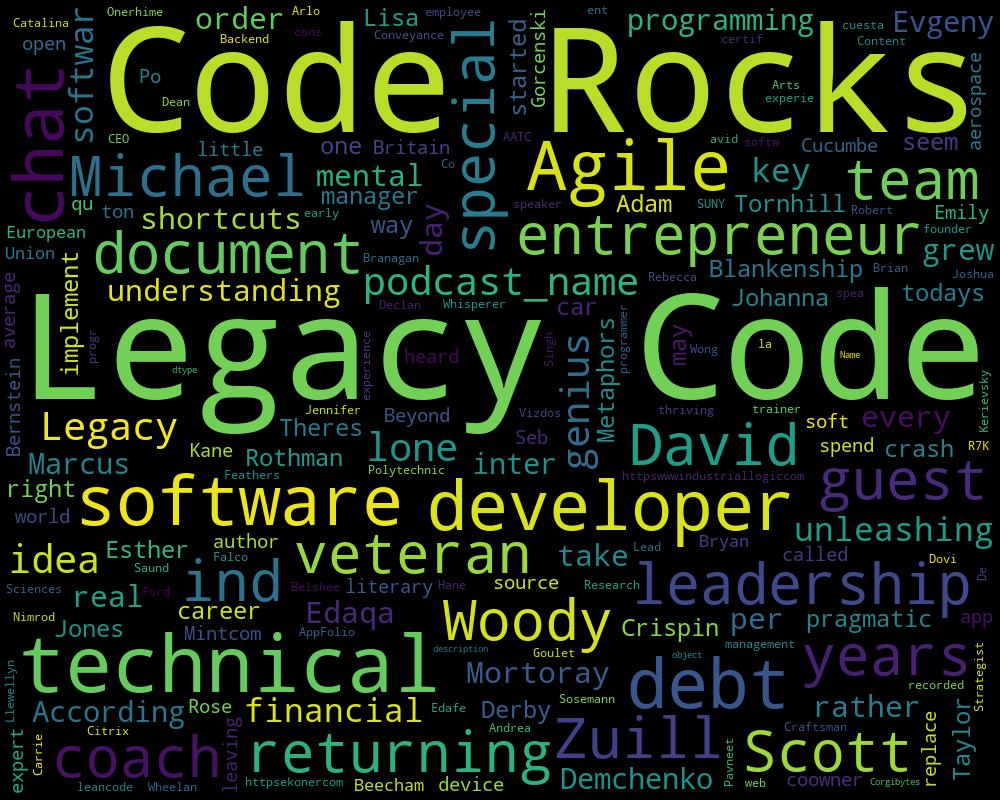 Catalina
Onerhime
order
Arlo
Lisa
employee
ent
programming
cuesta
Evgeny
open
softwar
Code
Backend
cons
Conveyance
special
started
Gorcenski
Rocks
certif
Content
chat
Po
Dean
Arts
experie
aerospace
CEO
little
one
Britain
AATC
avid
softw
Cucumbe
seem
Michael
mental
manager
Co
Agile
key
team
qu
ton
shortcuts
early
way
day
speaker
Adam
SUNY
Tornhill
Robert
Emily
founder
European
Union
document
Branagan
entrepreneur
grew
implement
understanding
podcast_name
Rebecca
Blankenship
Brian
Joshua
average
Bernstein
Declan
Whisperer
car
Johanna
spea
todays
Legacy
Code
progr
dtype
experience
heard
Singh
genius
Metaphors
programmer
may
Wong
la
Name
Kerievsky
Jennifer
Beyond
Vizdos
thriving
trainer
soft
every
Legacy
Theres
Kane
Rothman
lone
Seb
David
spend
crash
R7K
Marcus
Feathers
Polytechnic
inter
httpswwwindustriallogiccom
guest
right
world
software
developer
unleashing
author
Bryan
called
idea
Esther
Saund
Falco
veteran
take
Lead
Dovi
Sciences
real
Ford
ind
Belshee
literary
Hane
source
Research
leadership
De
Nimrod
career
Edaqa
Woody
Crispin
per
pragmatic
app
Jones
Mintcom
AppFolio
description
Goulet
management
object
years
Llewellyn
technical
Mortoray
debt
recorded
Strategist
According
Rose
financial
Edafe
Derby
Sosemann
rather
Citrix
Andrea
Zuill
Craftsman
expert
Carrie
coach
leaving
returning
Pavneet
Scott
replace
Taylor
leancode
Wheelan
httpsekonercom
Beecham
device
Demchenko
web
coowner
Corgibytes